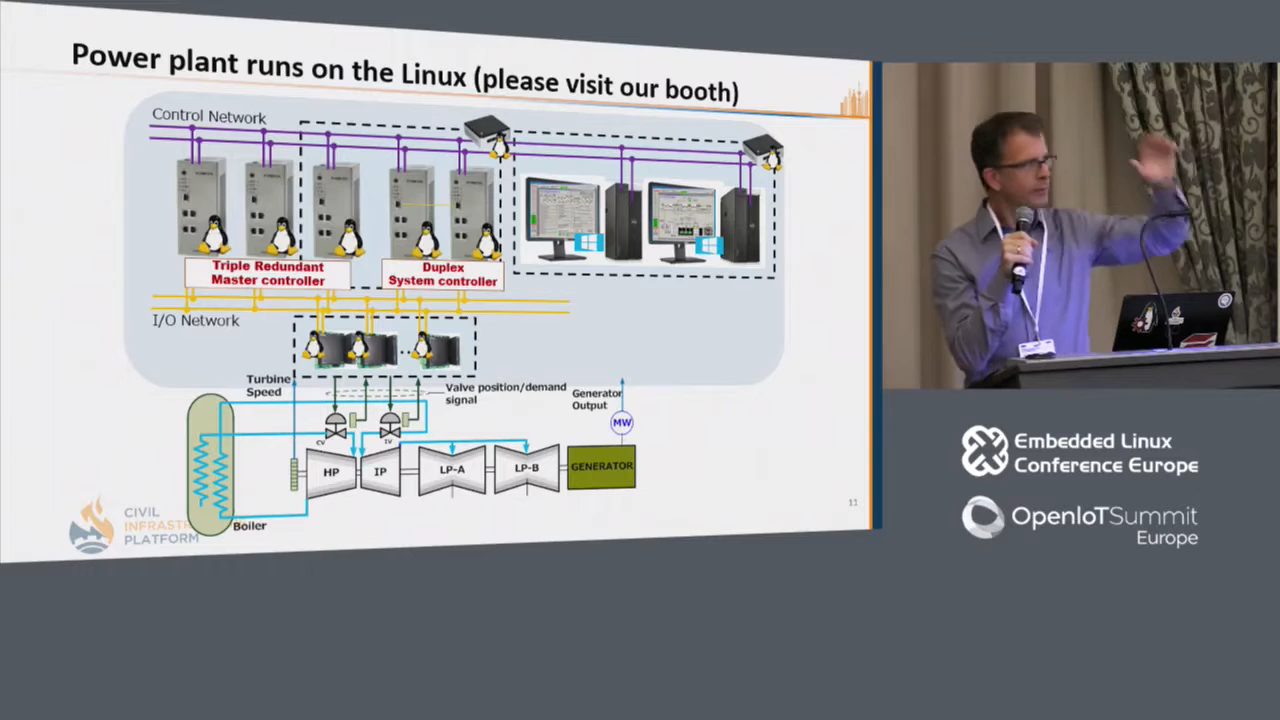 Power plant runs on the Linux (please visit our booth)
Control Network
Triple Redundant
Master controller
Duplex
System controller
I/O Network
Turbine
Speed
Valve position/demand
signal
Generator
Output
MW
CV
IV
HP
IP
LP-A
LP-B
GENERATOR
Boiler
CIVIL
INFRASTR
PLATFORM
11
Embedded Linux
Conference Europe
OpenIoTSummit
Europe